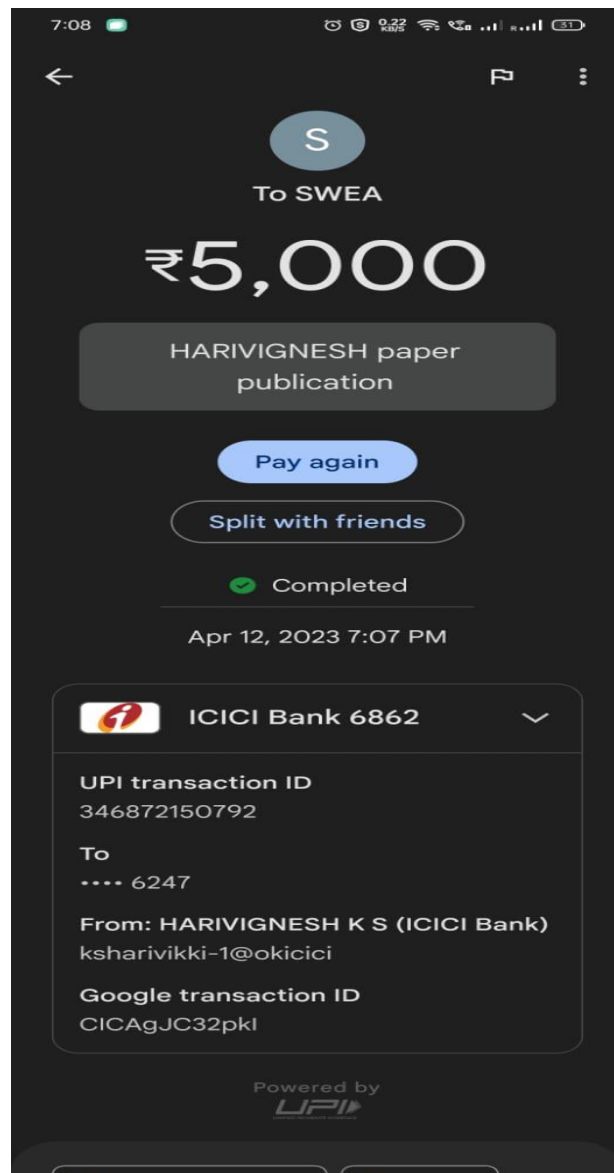 7:08
0.22
KB/S
R
31
S
To SWEA
₹5,000
HARIVIGNESH paper
publication
Pay again
Split with friends
Completed
Apr 12, 2023 7:07 PM
ICICI Bank 6862
UPI transaction ID
346872150792
To
•••• 6247
From: HARIVIGNESH K S (ICICI Bank)
ksharivikki-1@okicici
Google transaction ID
CICAgJC32pkI
Powered by
UPI